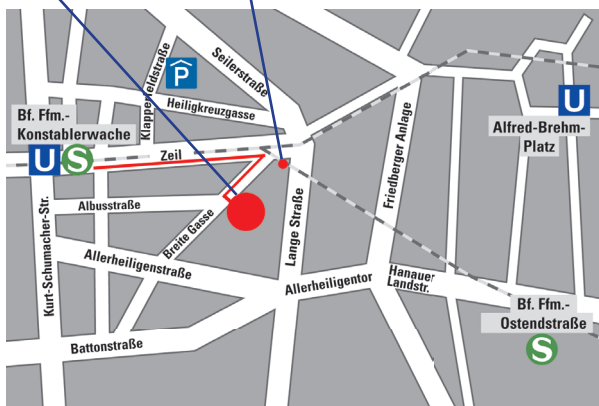 Klapperfeldstraße
P
Seilerstraße
Heiligkreuzgasse
Bf. Ffm.-
Konstablerwache
U
S
Zeil
U
Alfred-Brehm-
Platz
Friedberger Anlage
Albusstraße
Breite Gasse
Lange Straße
Kurt-Schumacher-Str.
Allerheiligenstraße
Allerheiligentor
Hanauer
Landstr.
Bf. Ffm.-
Ostendstraße
S
Battonstraße